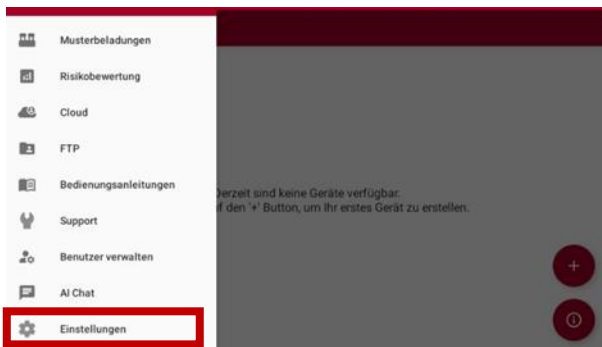 Musterbeladungen
Risikobewertung
Cloud
FTP
Bedienungsanleitungen
Support
Benutzer verwalten
AI Chat
Einstellungen
Derzeit sind keine Geräte verfügbar.
f den '+' Button, um Ihr erstes Gerät zu erstellen.